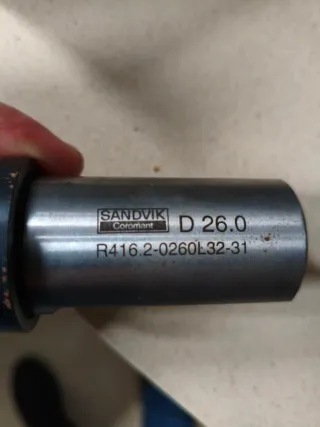 SANDVIK
Coromant
D 26.0
R416.2-0260L32-31